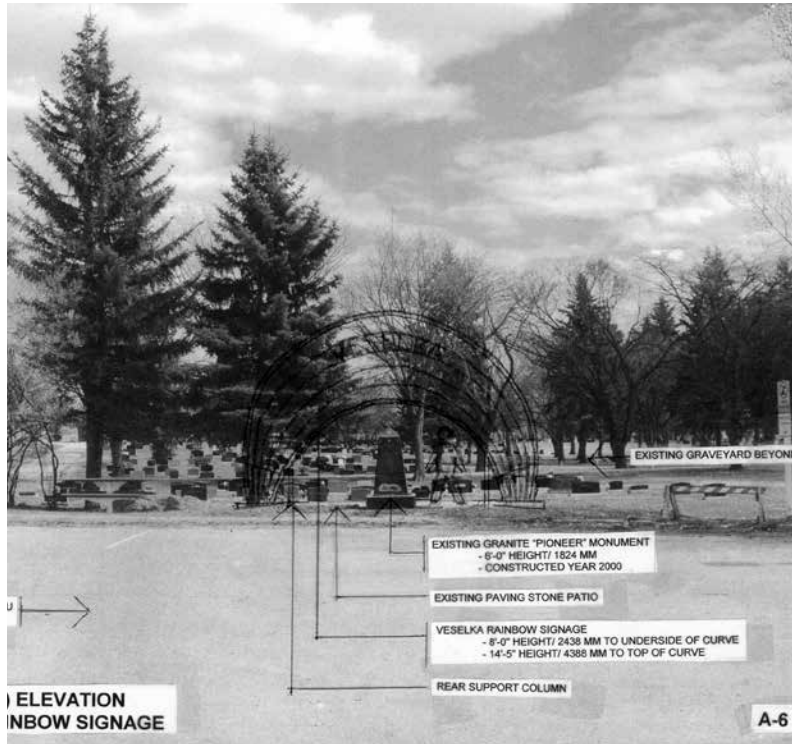 VESELKA
EXISTING GRAVEYARD BEYON
EXISTING GRANITE "PIONEER" MONUMENT
- 6'-0" HEIGHT/ 1824 MM
- CONSTRUCTED YEAR 2000
EXISTING PAVING STONE PATIO
U
VESELKA RAINBOW SIGNAGE
- 8'-0" HEIGHT/ 2438 MM TO UNDERSIDE OF CURVE
- 14'-5" HEIGHT/ 4388 MM TO TOP OF CURVE
REAR SUPPORT COLUMN
) ELEVATION
INBOW SIGNAGE
A-6